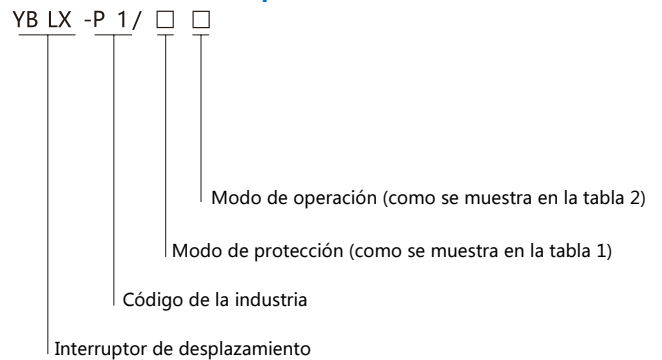 YB LX -P 1 / □ □
Modo de operación (como se muestra en la tabla 2)
Modo de protección (como se muestra en la tabla 1)
Código de la industria
Interruptor de desplazamiento